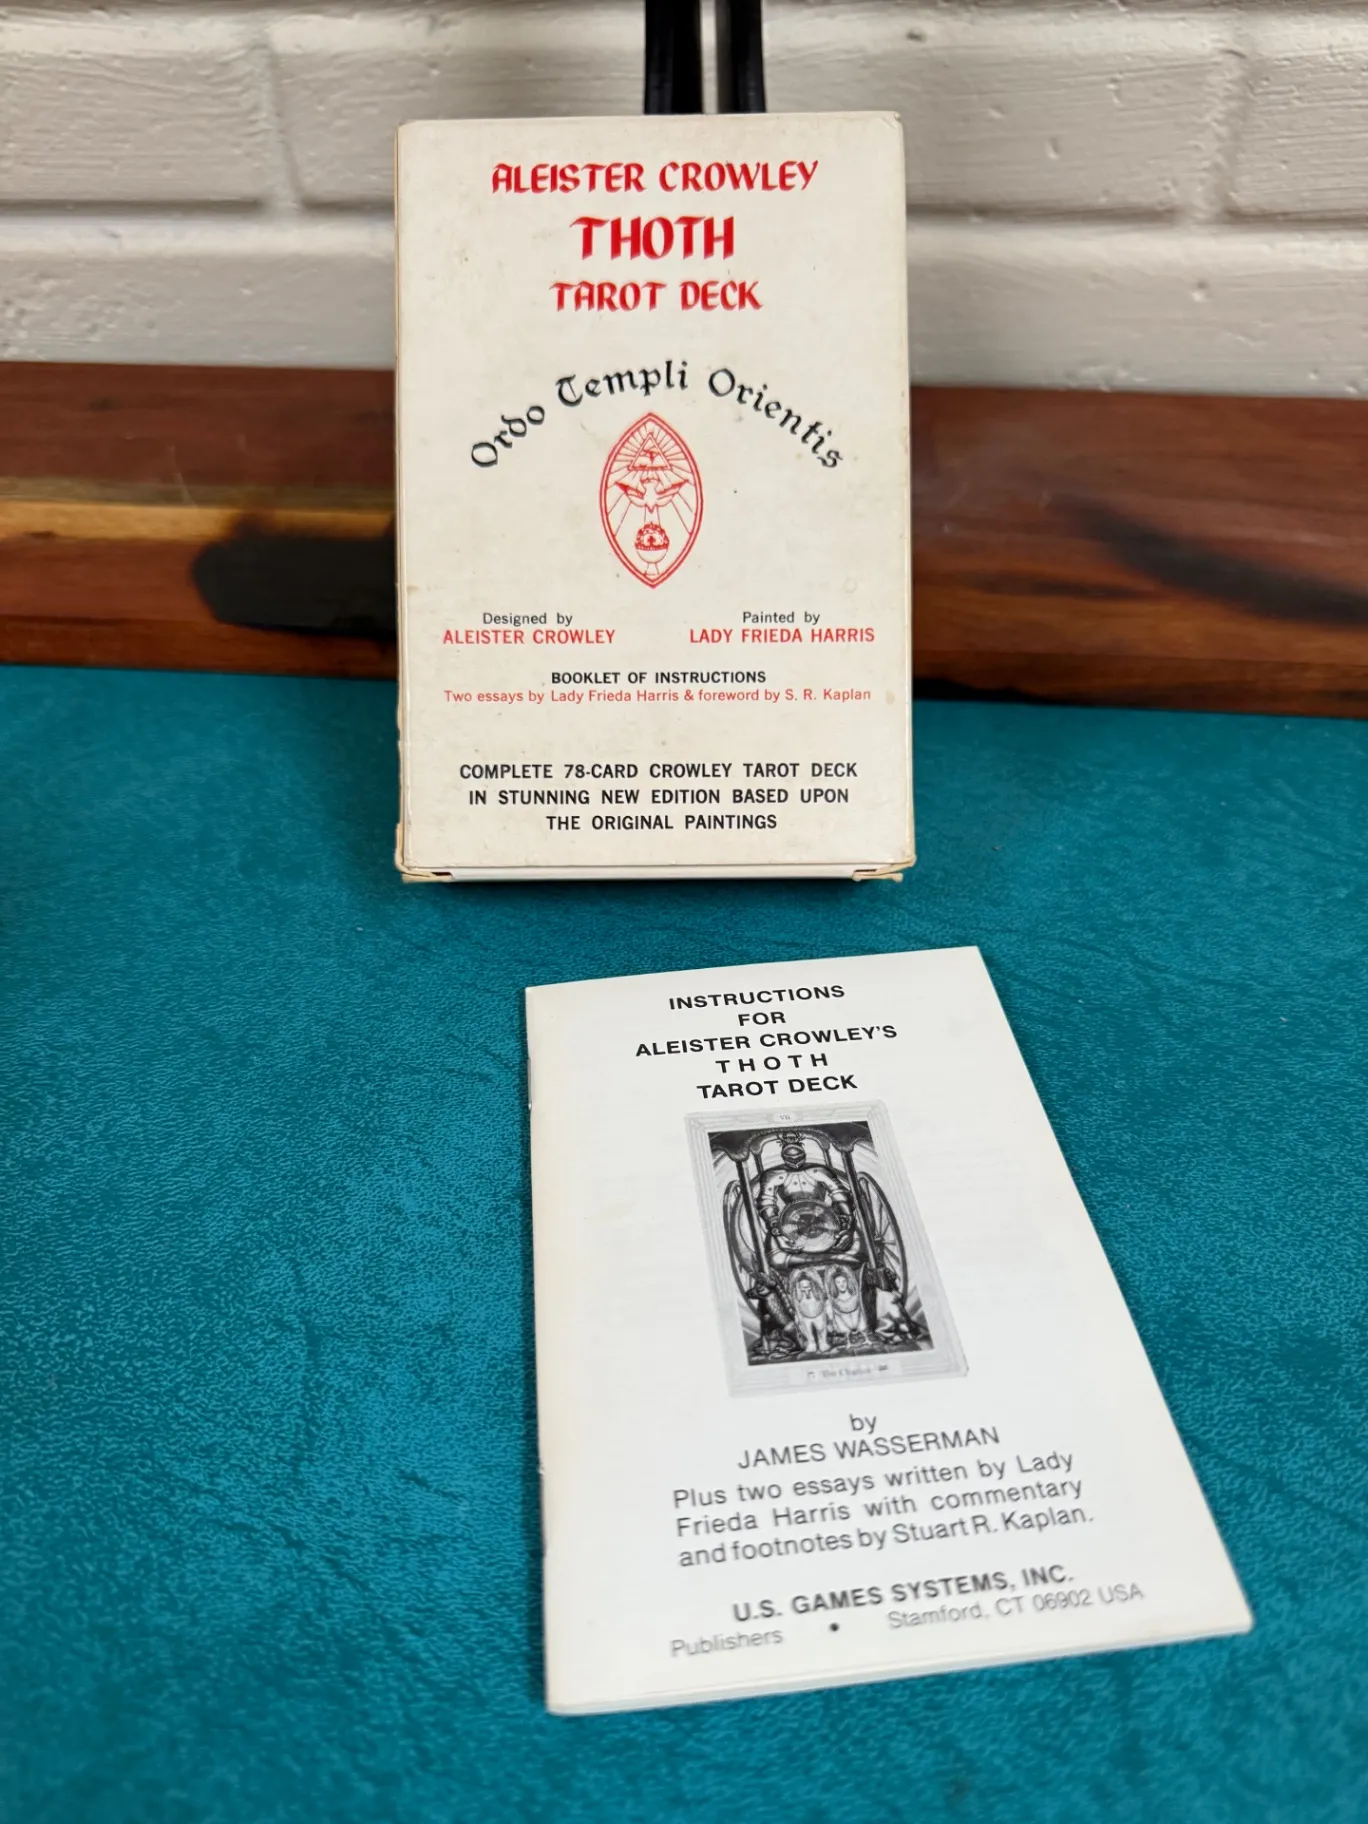 ALEISTER CROWLEY
THOTH
TAROT DECK
Ordo Templi Orientis
Designed by
ALEISTER CROWLEY
Painted by
LADY FRIEDA HARRIS
BOOKLET OF INSTRUCTIONS
Two essays by Lady Frieda Harris & foreword by S. R. Kaplan
COMPLETE 78-CARD CROWLEY TAROT DECK
IN STUNNING NEW EDITION BASED UPON
THE ORIGINAL PAINTINGS
INSTRUCTIONS
FOR
ALEISTER CROWLEY'S
THOTH
TAROT DECK
VII
The Chariot
by
JAMES WASSERMAN
Plus two essays written by Lady
Frieda Harris with commentary
and footnotes by Stuart R. Kaplan.
U.S. GAMES SYSTEMS, INC.
Publishers • Stamford, CT 06902 USA